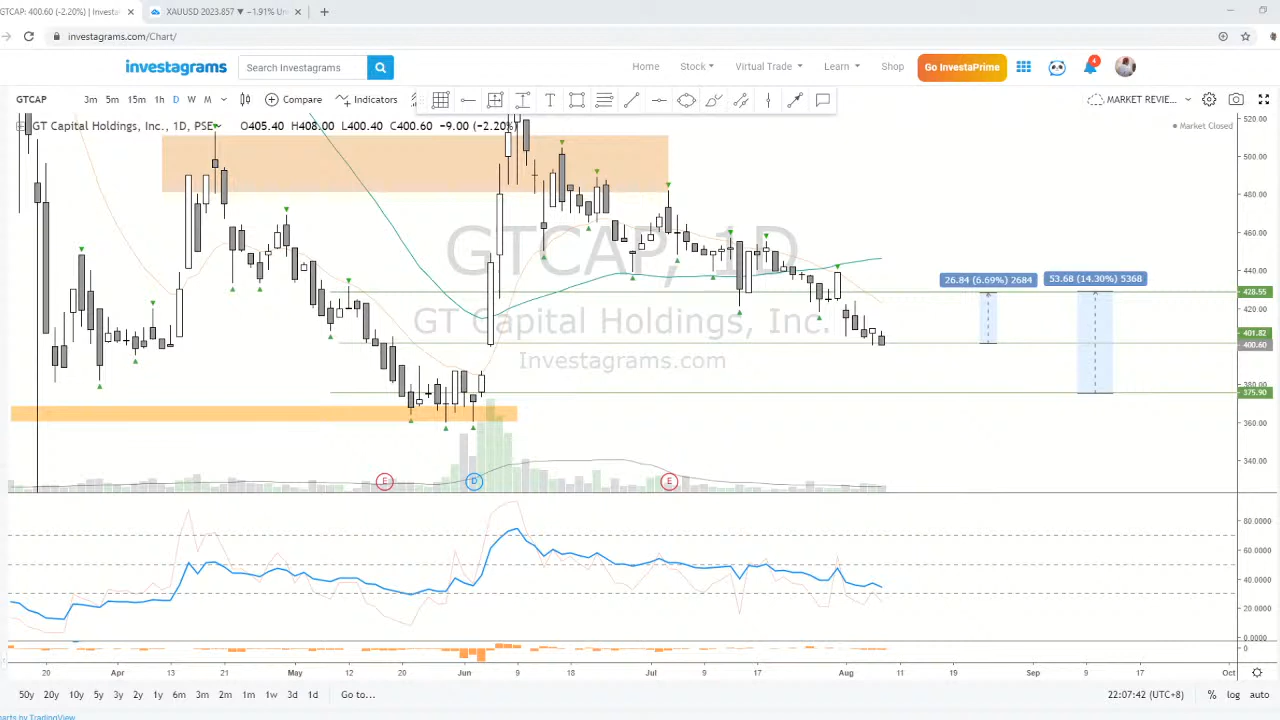 GTCAP: 400.60 (−2.20%) | Investa
XAUUSD 2023.857 ▼ −1.91% Un
investagrams.com/Chart/
investagrams
Search Investagrams
Home
Stock
Virtual Trade
Learn
Shop
Go InvestaPrime
4
GTCAP
3m 5m 15m 1h D W M
Compare
Indicators
MARKET REVIE...
GT Capital Holdings, Inc., 1D, PSE
O405.40 H408.00 L400.40 C400.60 −9.00 (−2.20%)
Market Closed
520.00
500.00
480.00
460.00
440.00
428.55
420.00
401.82
400.60
380.00
375.90
360.00
340.00
GTCAP, 1D
GT Capital Holdings, Inc.
Investagrams.com
26.84 (6.69%) 2684
53.68 (14.30%) 5368
E
D
E
80.0000
60.0000
40.0000
20.0000
0.0000
0
20 Apr 13 21 May 12 20 Jun 9 18 Jul 9 17 Aug 11 19 Sep 9 17 Oct
50y 20y 10y 5y 3y 2y 1y 6m 3m 2m 1m 1w 3d 1d Go to...
22:07:42 (UTC+8) % log auto
arts by TradingView